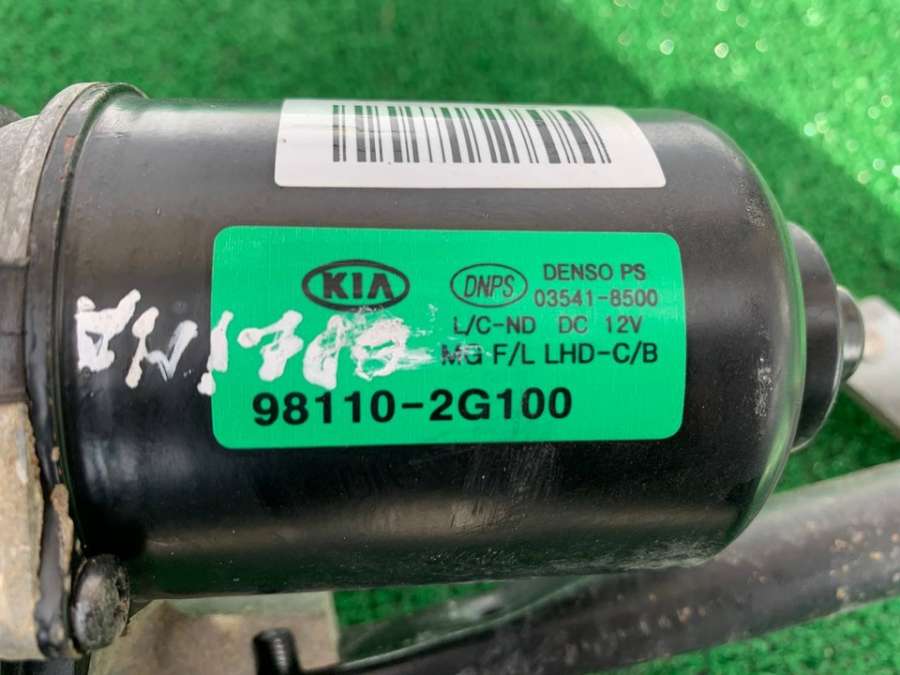 KIA
DNPS
DENSO PS
03541-8500
L/C-ND DC 12V
MG F/L LHD-C/B
98110-2G100